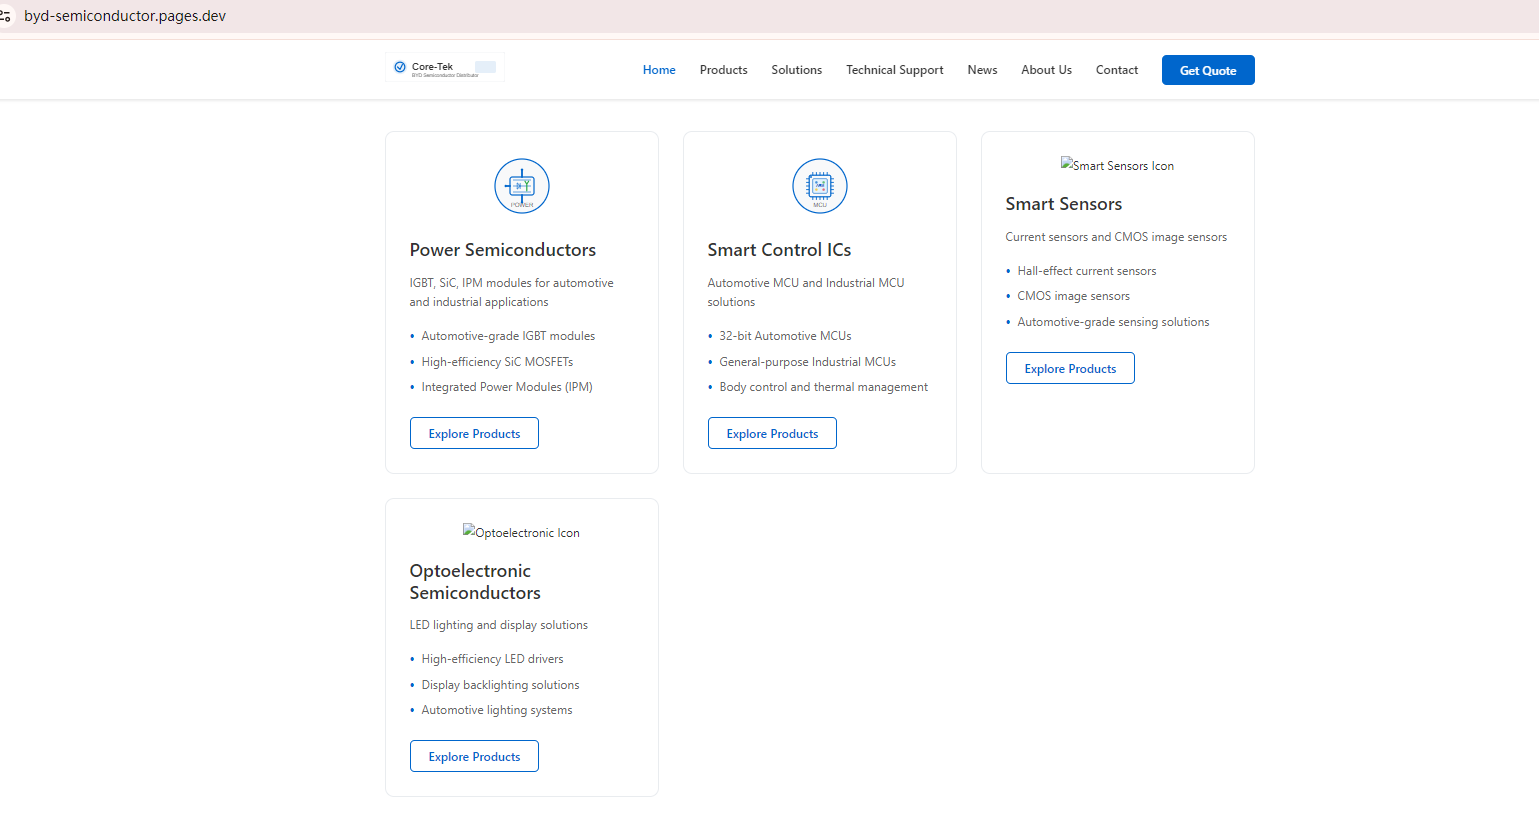 byd-semiconductor.pages.dev
Core-Tek
BYD Semiconductor Distributor
Home
Products
Solutions
Technical Support
News
About Us
Contact
Get Quote
POWER
Power Semiconductors
IGBT, SiC, IPM modules for automotive
and industrial applications
• Automotive-grade IGBT modules
• High-efficiency SiC MOSFETs
• Integrated Power Modules (IPM)
Explore Products
MCU
Smart Control ICs
Automotive MCU and Industrial MCU
solutions
• 32-bit Automotive MCUs
• General-purpose Industrial MCUs
• Body control and thermal management
Explore Products
Smart Sensors Icon
Smart Sensors
Current sensors and CMOS image sensors
• Hall-effect current sensors
• CMOS image sensors
• Automotive-grade sensing solutions
Explore Products
Optoelectronic Icon
Optoelectronic
Semiconductors
LED lighting and display solutions
• High-efficiency LED drivers
• Display backlighting solutions
• Automotive lighting systems
Explore Products